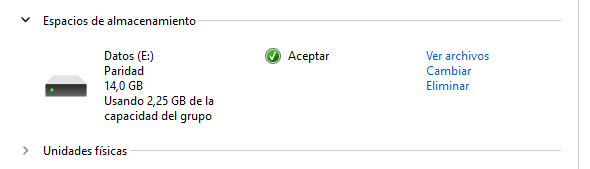 Espacios de almacenamiento
Datos (E:)
Paridad
14,0 GB
Usando 2,25 GB de la
capacidad del grupo
Aceptar
Ver archivos
Cambiar
Eliminar
Unidades físicas